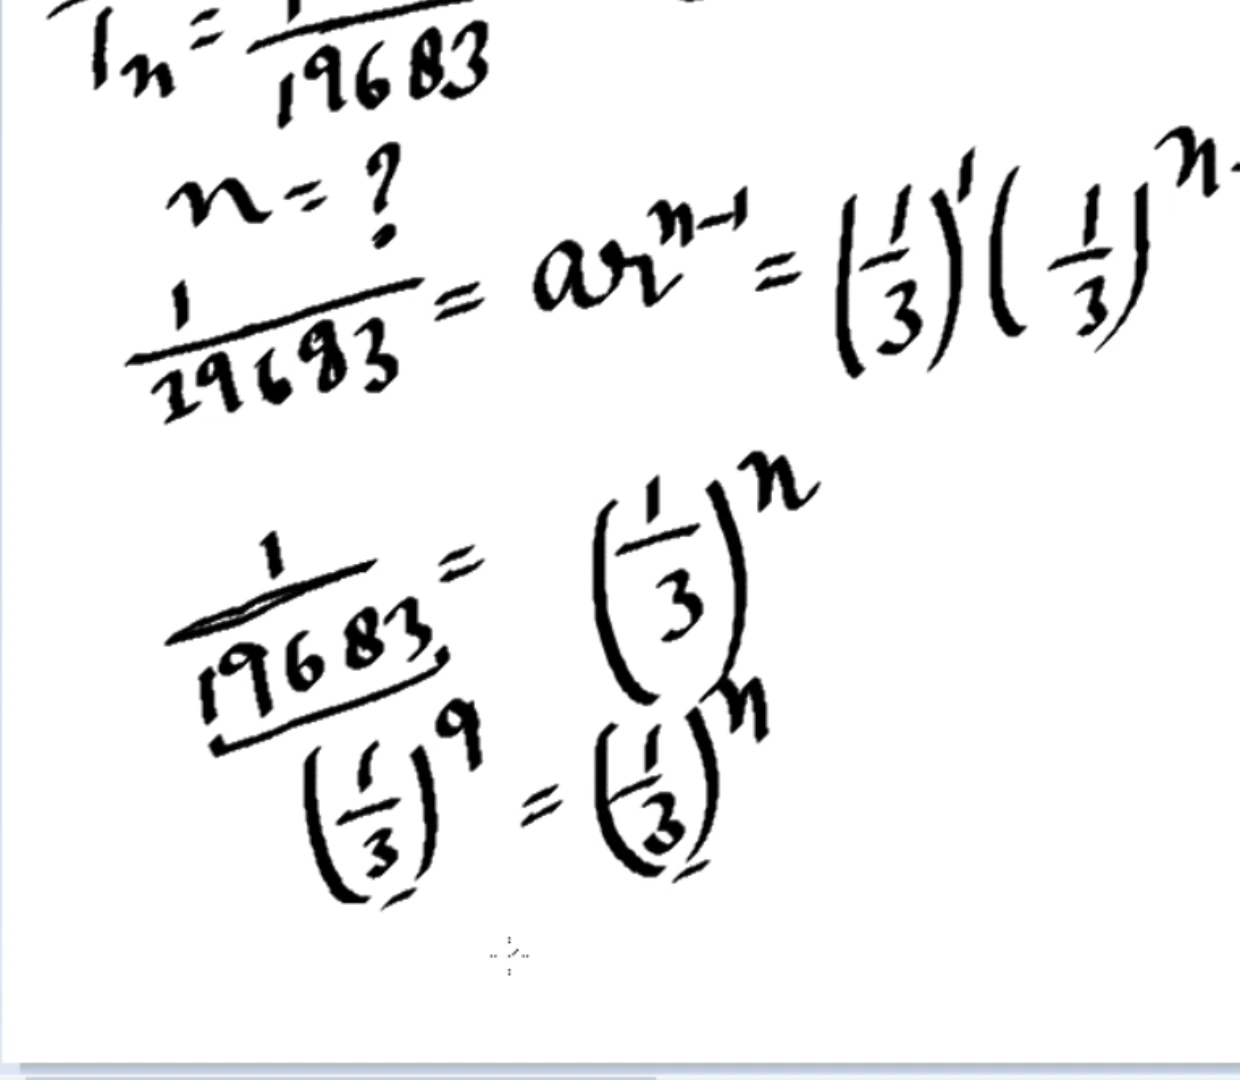 Tn = 1/19683
n = ?
1/19683 = ar^(n-1) = (1/3)^1 (1/3)^(n-
1/19683 = (1/3)^n
(1/3)^9 = (1/3)^n